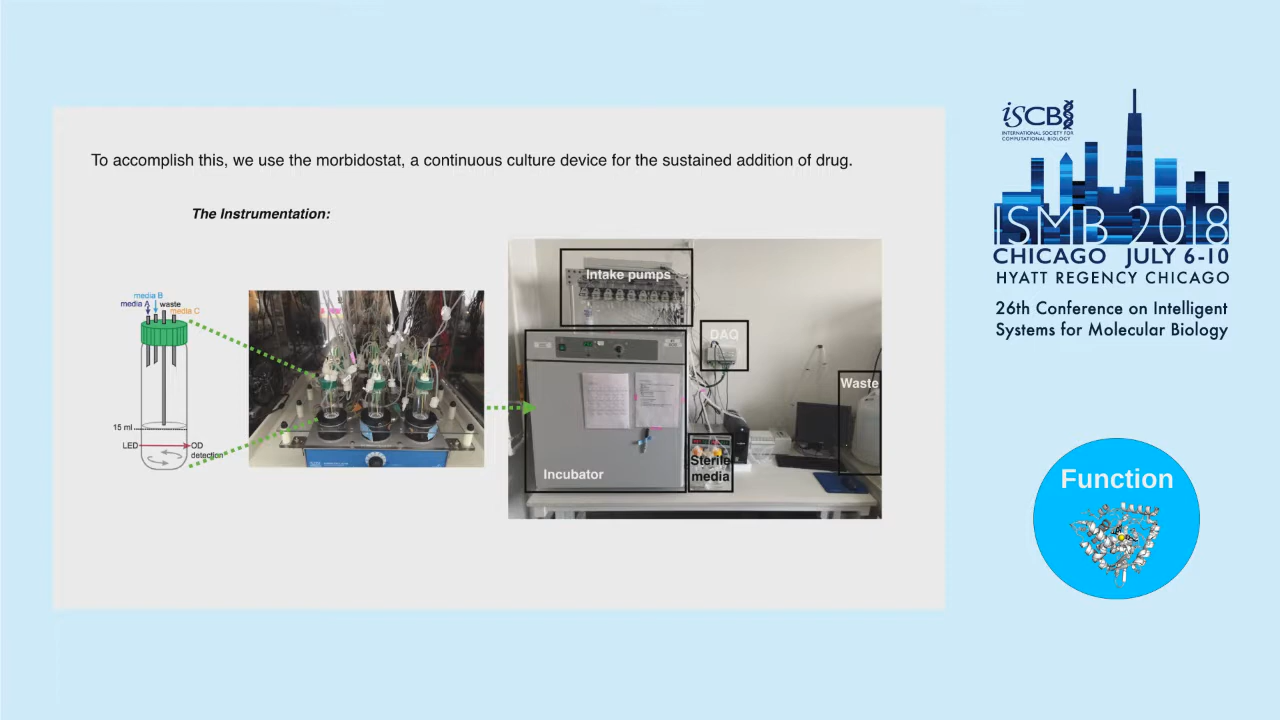 To accomplish this, we use the morbidostat, a continuous culture device for the sustained addition of drug.
The Instrumentation:
media B
media A
waste
media C
15 ml
LED
OD
detection
Intake pumps
DAQ
Waste
Incubator
Sterile
media
iSCB
INTERNATIONAL SOCIETY FOR
COMPUTATIONAL BIOLOGY
ISMB 2018
CHICAGO JULY 6-10
HYATT REGENCY CHICAGO
26th Conference on Intelligent
Systems for Molecular Biology
Function